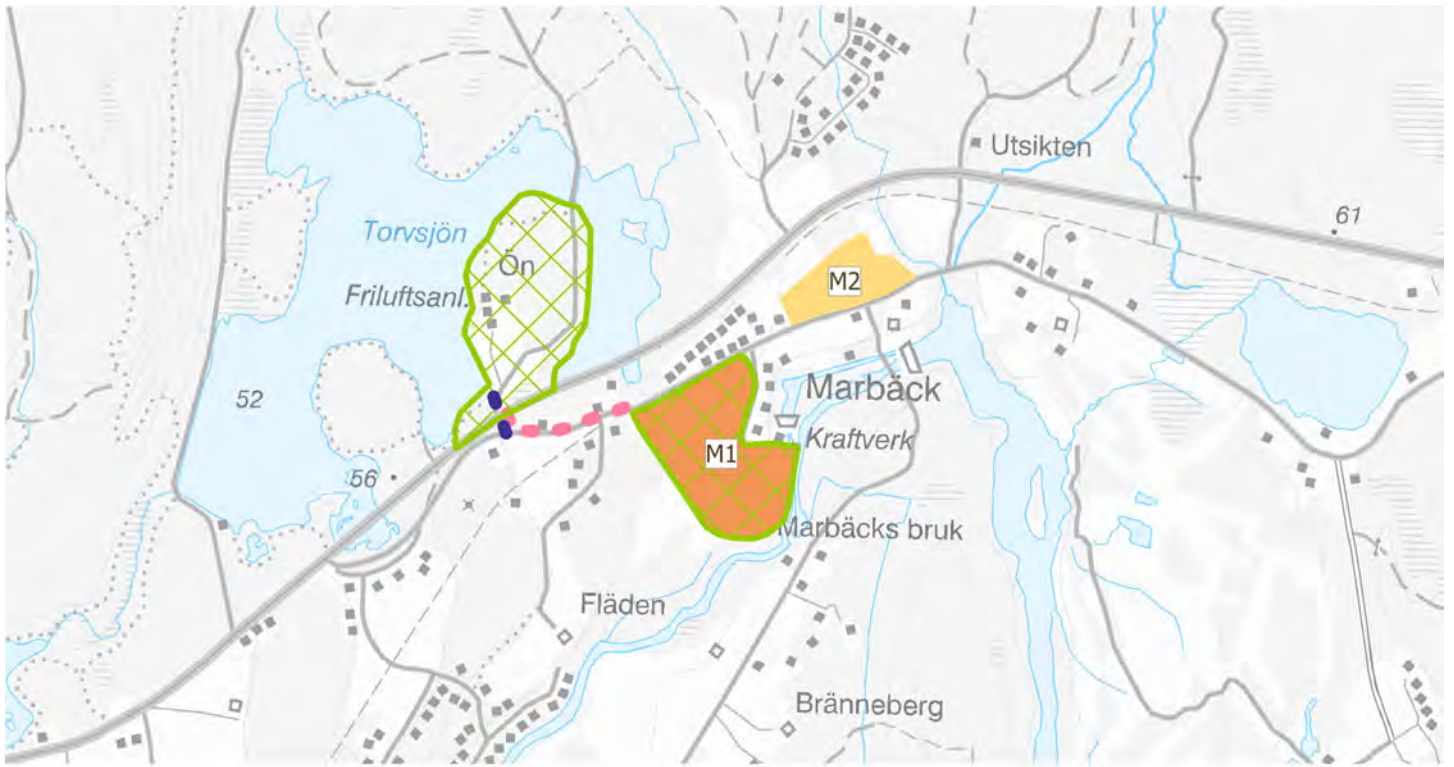 Utsikten
61
Torvsjön
Ön
M2
Friluftsanl.
52
Marbäck
Kraftverk
M1
56
Marbäcks bruk
Fläden
Bränneberg